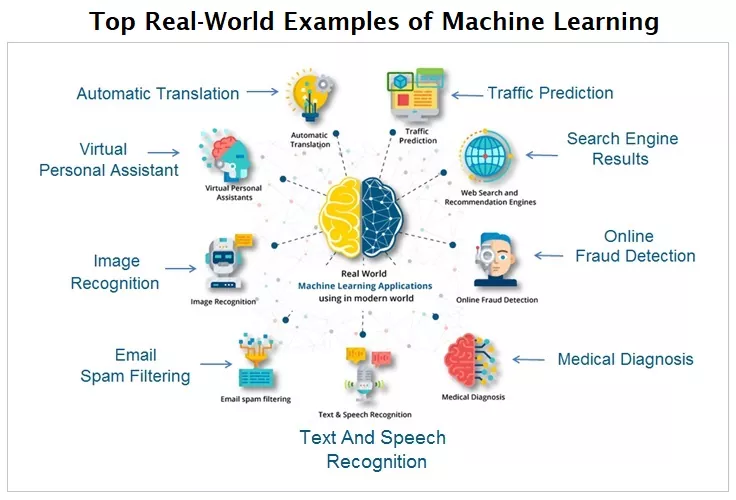 Top Real-World Examples of Machine Learning
Automatic Translation
Automatic
Translation
Traffic
Prediction
Traffic Prediction
Virtual
Personal Assistant
Virtual Personal
Assistants
Web Search and
Recommendation Engines
Search Engine
Results
Image
Recognition
Image Recognition
Real World
Machine Learning Applications
using in modern world
Online Fraud Detection
Online
Fraud Detection
Email
Spam Filtering
Email spam filtering
Text & Speech Recognition
Medical Diagnosis
Medical Diagnosis
Text And Speech
Recognition